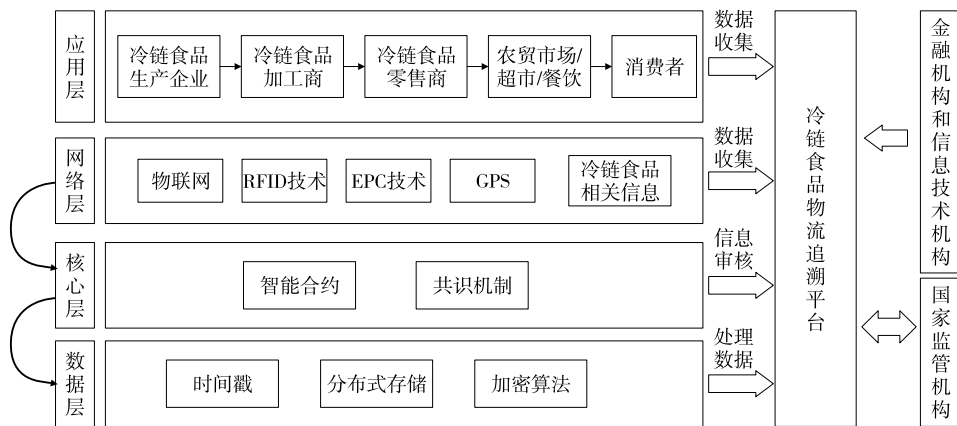 应用层
冷链食品
生产企业
冷链食品
加工商
冷链食品
零售商
农贸市场/
超市/餐饮
消费者
数据
收集
网络层
物联网
RFID技术
EPC技术
GPS
冷链食品
相关信息
数据
收集
核心层
智能合约
共识机制
信息
审核
数据层
时间戳
分布式存储
加密算法
处理
数据
冷链食品物流追溯平台
金融机构和信息技术机构
国家监管机构